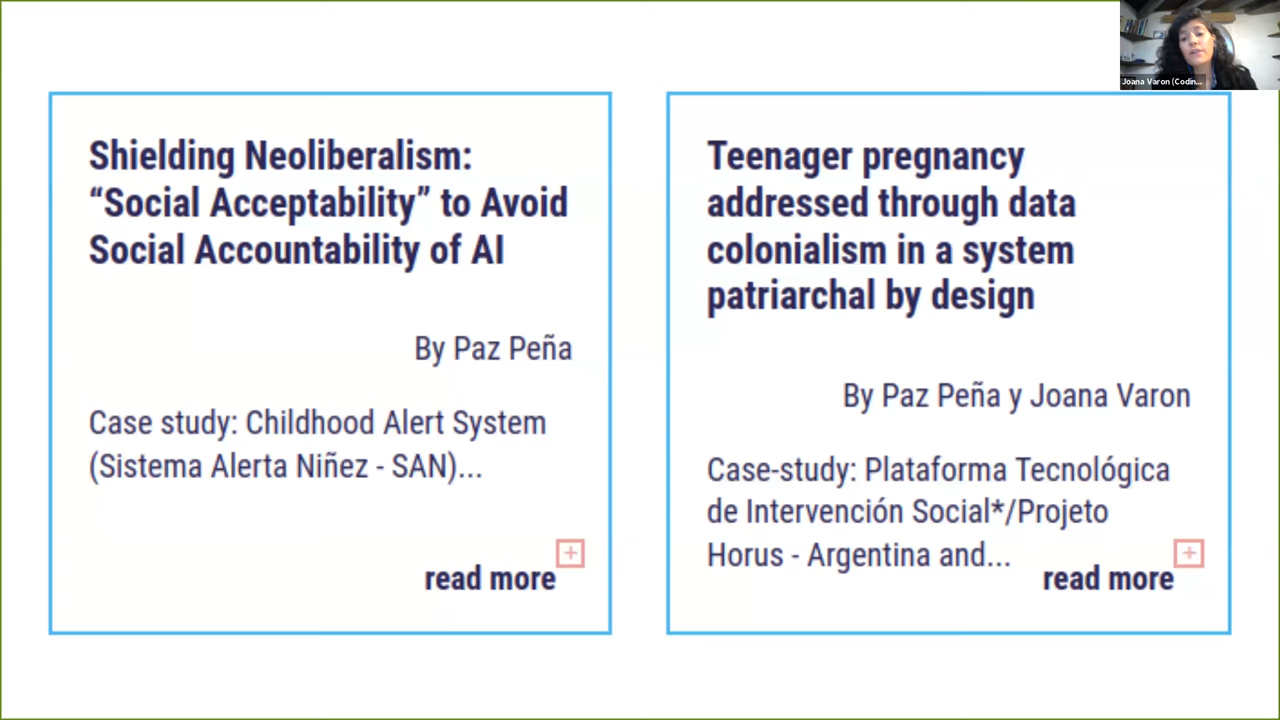 Joana Varon (Codin...
Shielding Neoliberalism:
“Social Acceptability” to Avoid
Social Accountability of AI
By Paz Peña
Case study: Childhood Alert System
(Sistema Alerta Niñez - SAN)...
read more
Teenager pregnancy
addressed through data
colonialism in a system
patriarchal by design
By Paz Peña y Joana Varon
Case-study: Plataforma Tecnológica
de Intervención Social*/Projeto
Horus - Argentina and...
read more